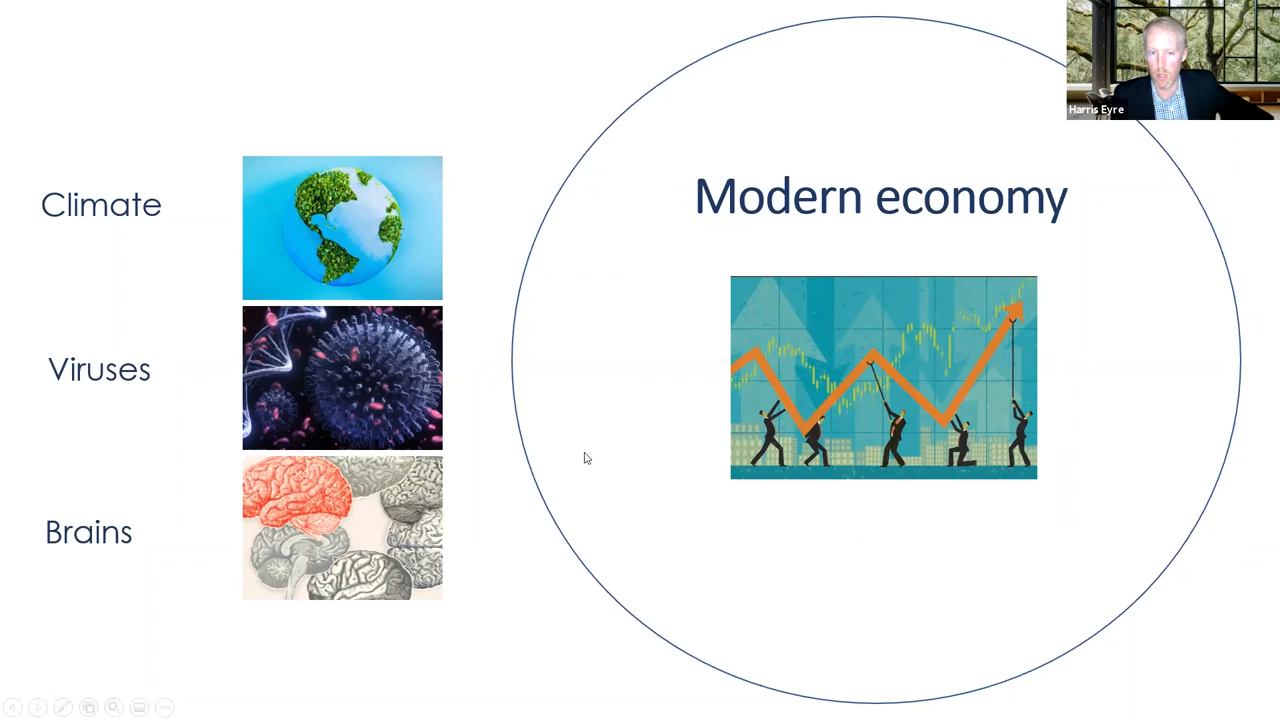 Harris Eyre
Modern economy
Climate
Viruses
Brains